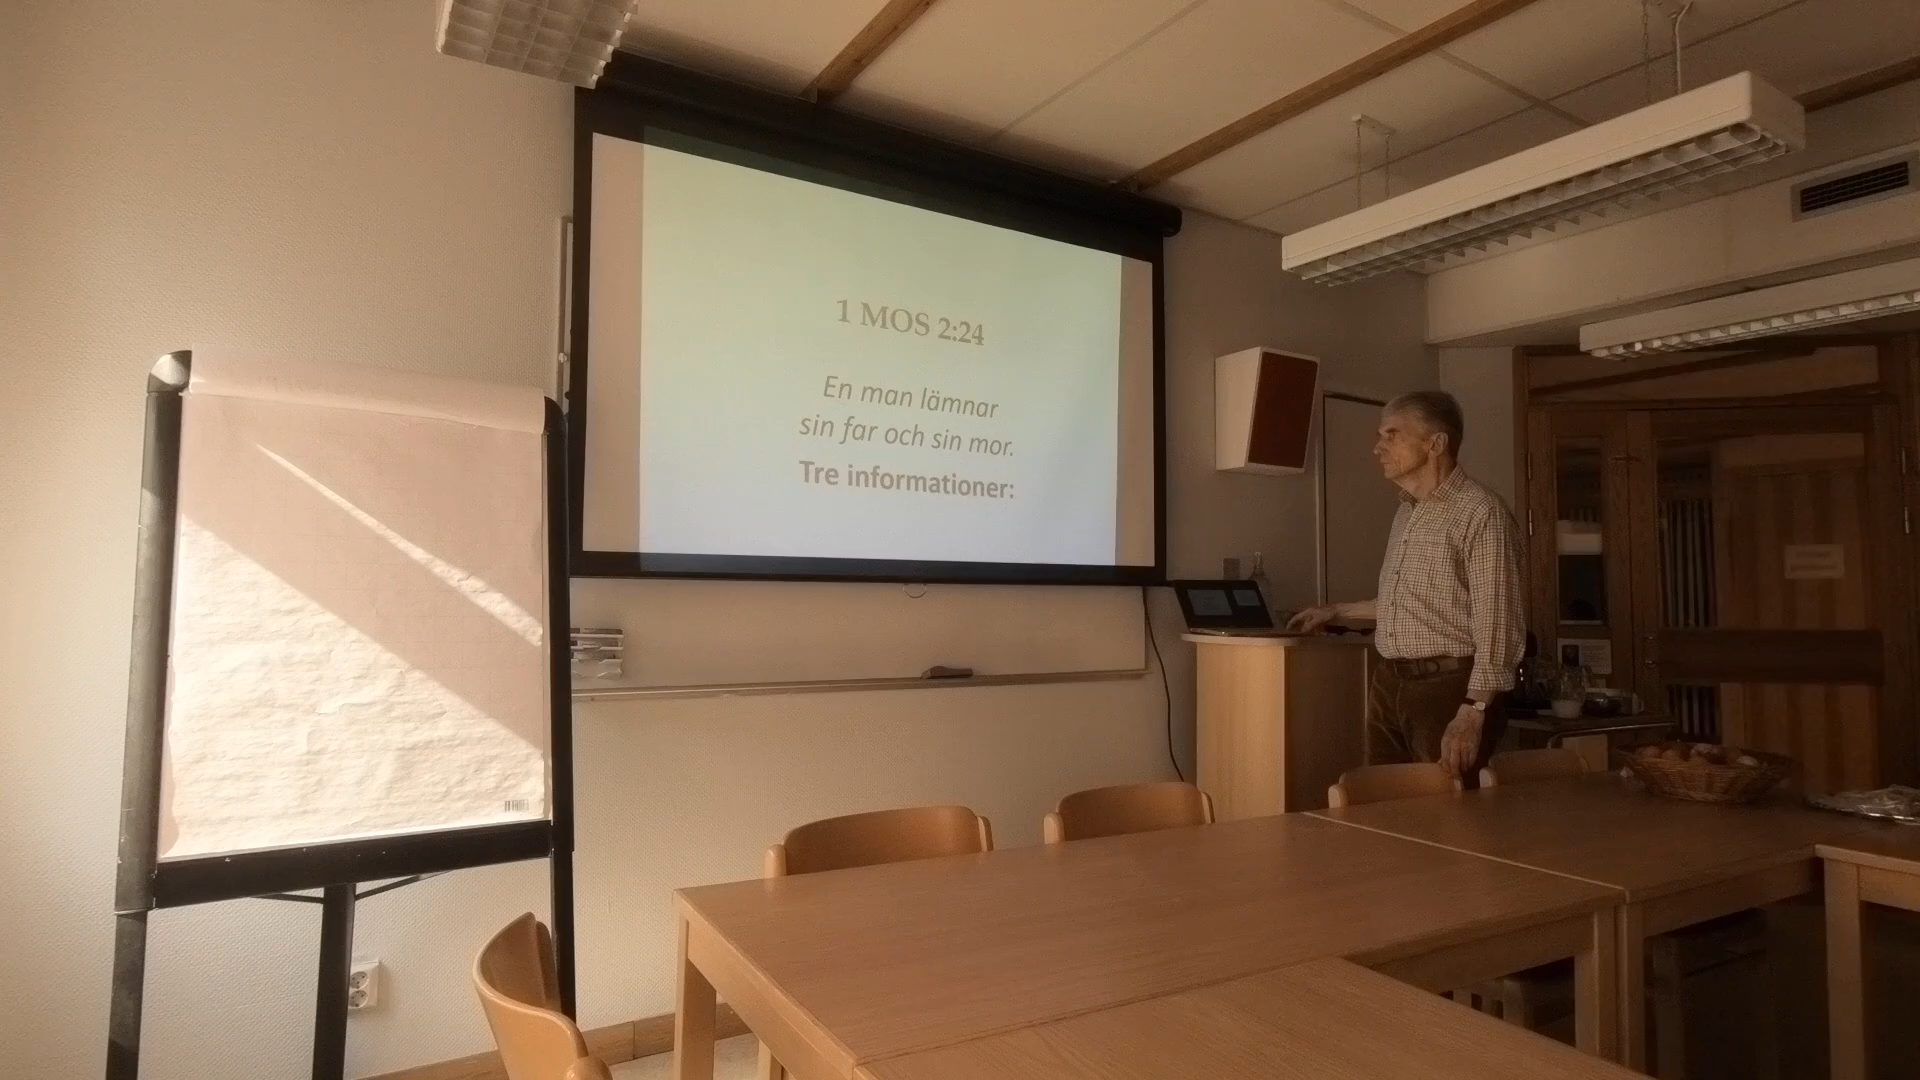 1 MOS 2:24
En man lämnar
sin far och sin mor.
Tre informationer: